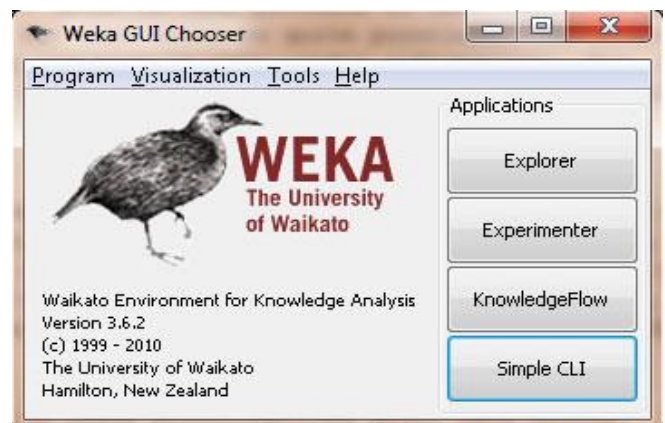 Weka GUI Chooser
Program Visualization Tools Help
WEKA
The University
of Waikato
Waikato Environment for Knowledge Analysis
Version 3.6.2
(c) 1999 - 2010
The University of Waikato
Hamilton, New Zealand
Applications
Explorer
Experimenter
KnowledgeFlow
Simple CLI